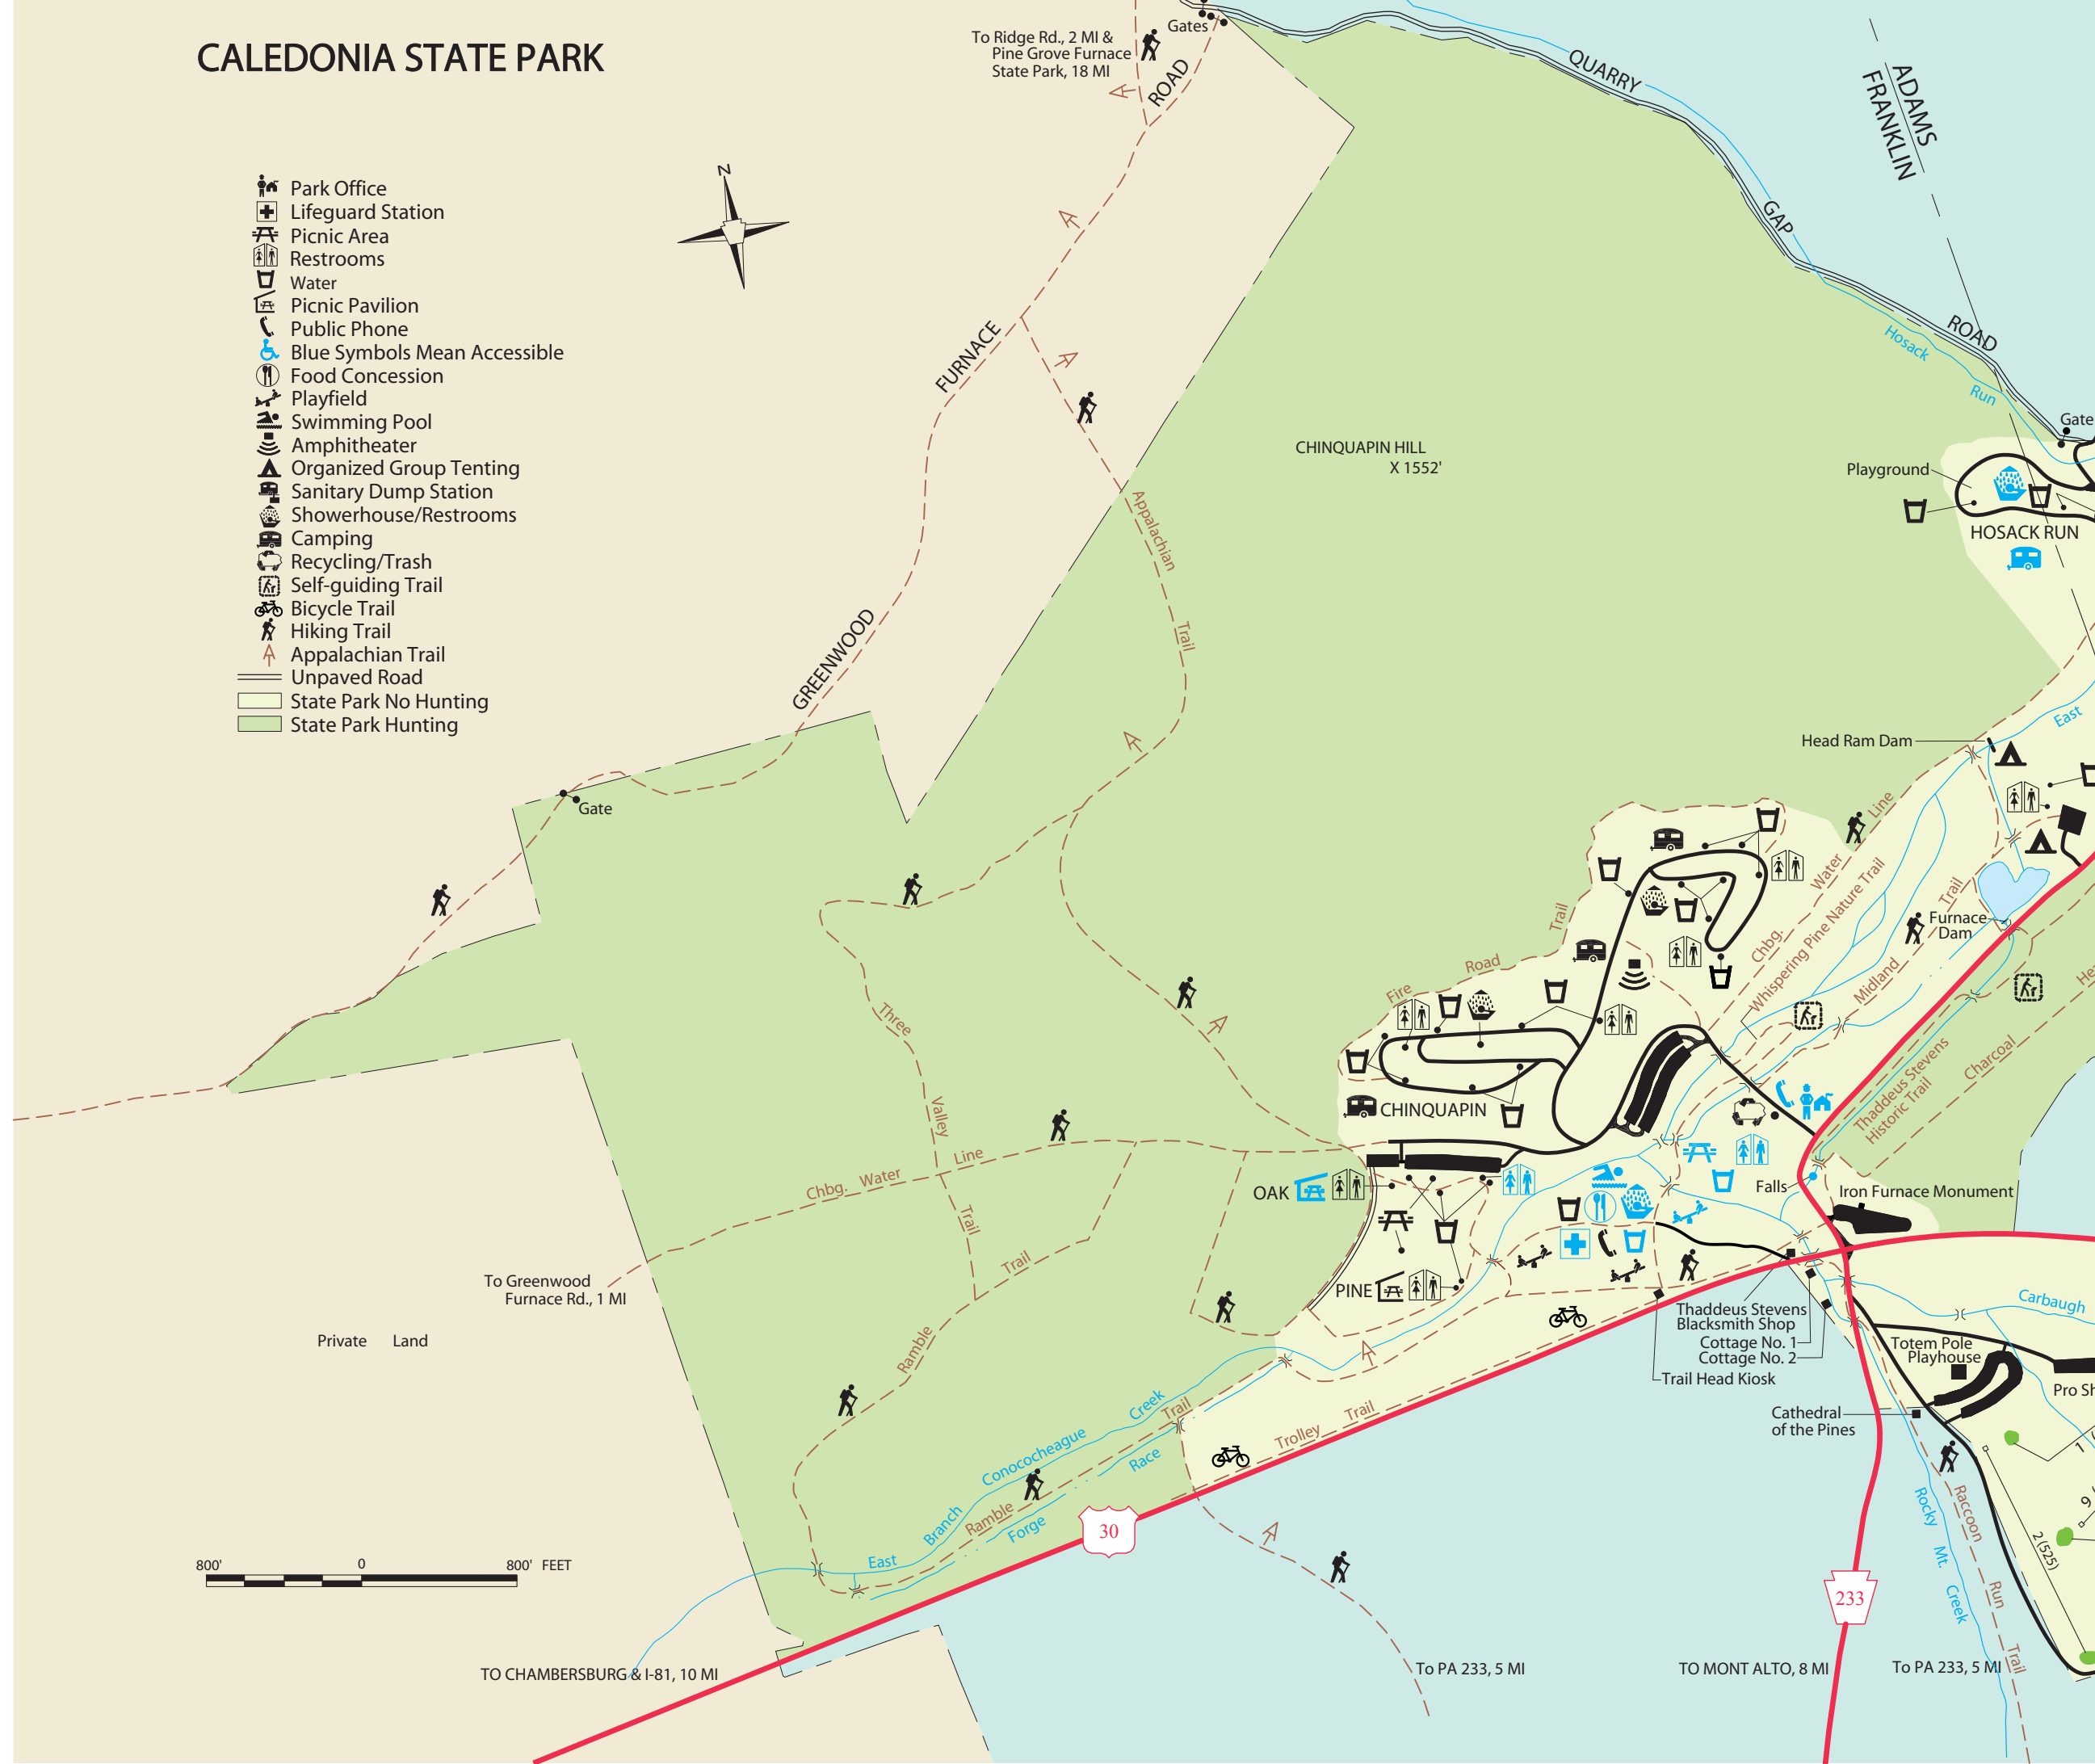 CALEDONIA STATE PARK
Park Office
Lifeguard Station
Picnic Area
Restrooms
Water
Picnic Pavilion
Public Phone
Blue Symbols Mean Accessible
Food Concession
Playfield
Swimming Pool
Amphitheater
Organized Group Tenting
Sanitary Dump Station
Showerhouse/Restrooms
Camping
Recycling/Trash
Self-guiding Trail
Bicycle Trail
Hiking Trail
Appalachian Trail
Unpaved Road
State Park No Hunting
State Park Hunting
N
To Ridge Rd., 2 MI &
Pine Grove Furnace
State Park, 18 MI
Gates
ROAD
FURNACE
GREENWOOD
Gate
QUARRY
GAP
ROAD
ADAMS
FRANKLIN
Hosack
Run
Gate
Playground
HOSACK RUN
CHINQUAPIN HILL
X 1552'
Appalachian
Trail
Head Ram Dam
East
Line
Water
Chbg.
Whispering Pine Nature Trail
Trail
Midland
Furnace
Dam
Hea
Trail
Road
Fire
CHINQUAPIN
Thaddeus Stevens
Historic Trail
Charcoal
Three
Valley
Trail
Chbg. Water Line
Trail
Ramble
OAK
PINE
Falls
Iron Furnace Monument
To Greenwood
Furnace Rd., 1 MI
Private Land
Thaddeus Stevens
Blacksmith Shop
Cottage No. 1
Cottage No. 2
Trail Head Kiosk
Carbaugh
Totem Pole
Playhouse
Pro Sh
Cathedral
of the Pines
East Branch Conococheague Creek
Ramble Trail
Forge Race
Trolley Trail
30
233
Rocky Mt. Creek
Raccoon Run Trail
1 (
9 (
2 (525)
800' 0 800' FEET
TO CHAMBERSBURG & I-81, 10 MI
To PA 233, 5 MI
TO MONT ALTO, 8 MI
To PA 233, 5 MI